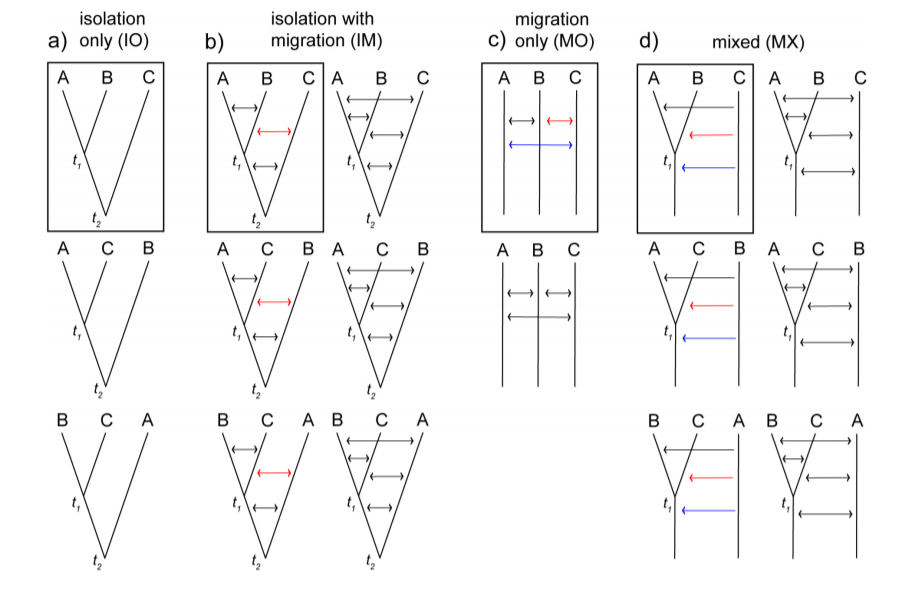 isolation
only (IO)
a)
isolation with
migration (IM)
b)
migration
only (MO)
c)
mixed (MX)
d)
A B C
t1
t2
A B C
t1
t2
A B C
t1
t2
A B C
A B C
t1
A B C
t1
A C B
t1
t2
A C B
t1
t2
A C B
t1
t2
A B C
A C B
t1
A C B
t1
B C A
t1
t2
B C A
t1
t2
B C A
t1
t2
B C A
t1
B C A
t1